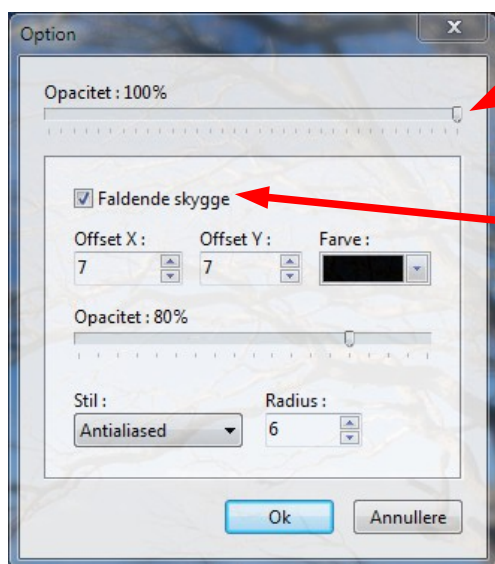 Option
X
Opacitet : 100%
Faldende skygge
Offset X : Offset Y : Farve :
7 7
Opacitet : 80%
Stil : Radius :
Antialiased 6
Ok Annullere